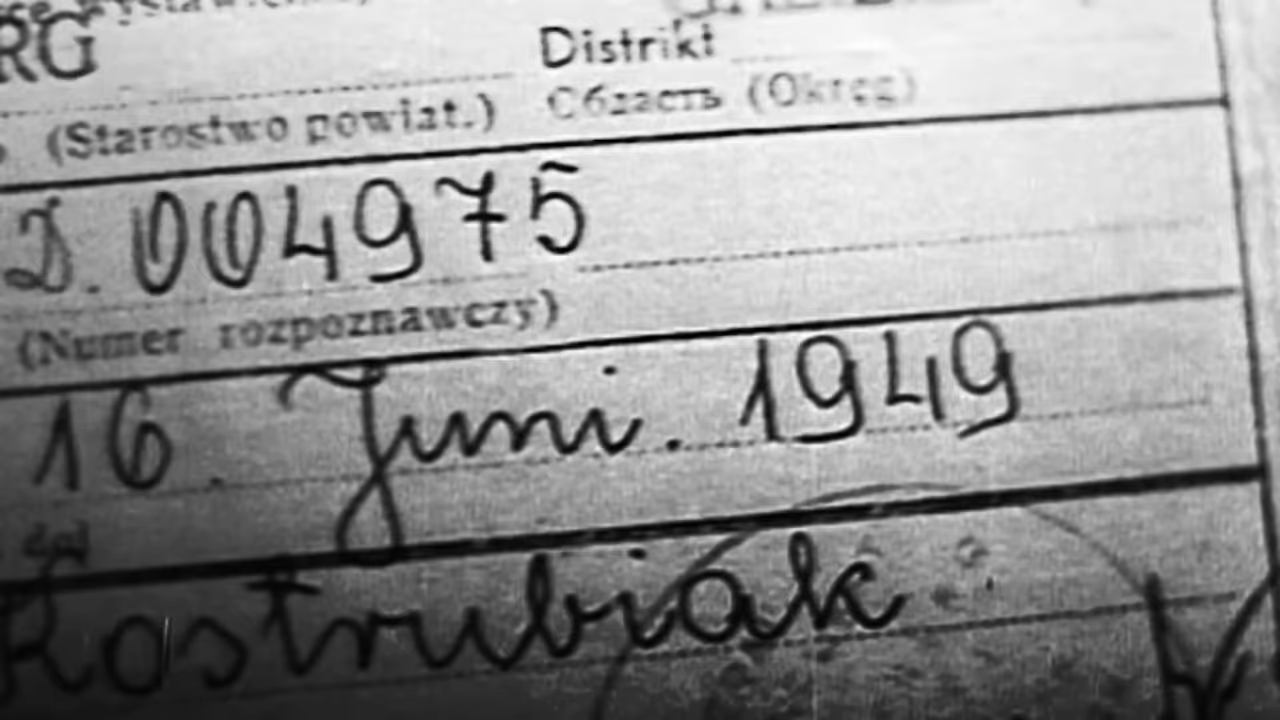 RG Distrikt
(Starostwo powiat.) Область (Okręg)
D. 004975
(Numer rozpoznawczy)
16. Juni. 1949
Kostrubiak